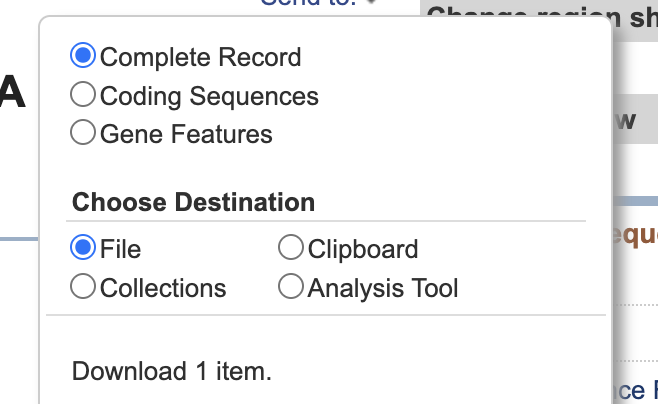 Send to:
Change region sh
Complete Record
A
Coding Sequences
Gene Features
w
Choose Destination
equ
File
Clipboard
Collections
Analysis Tool
Download 1 item.
ce F